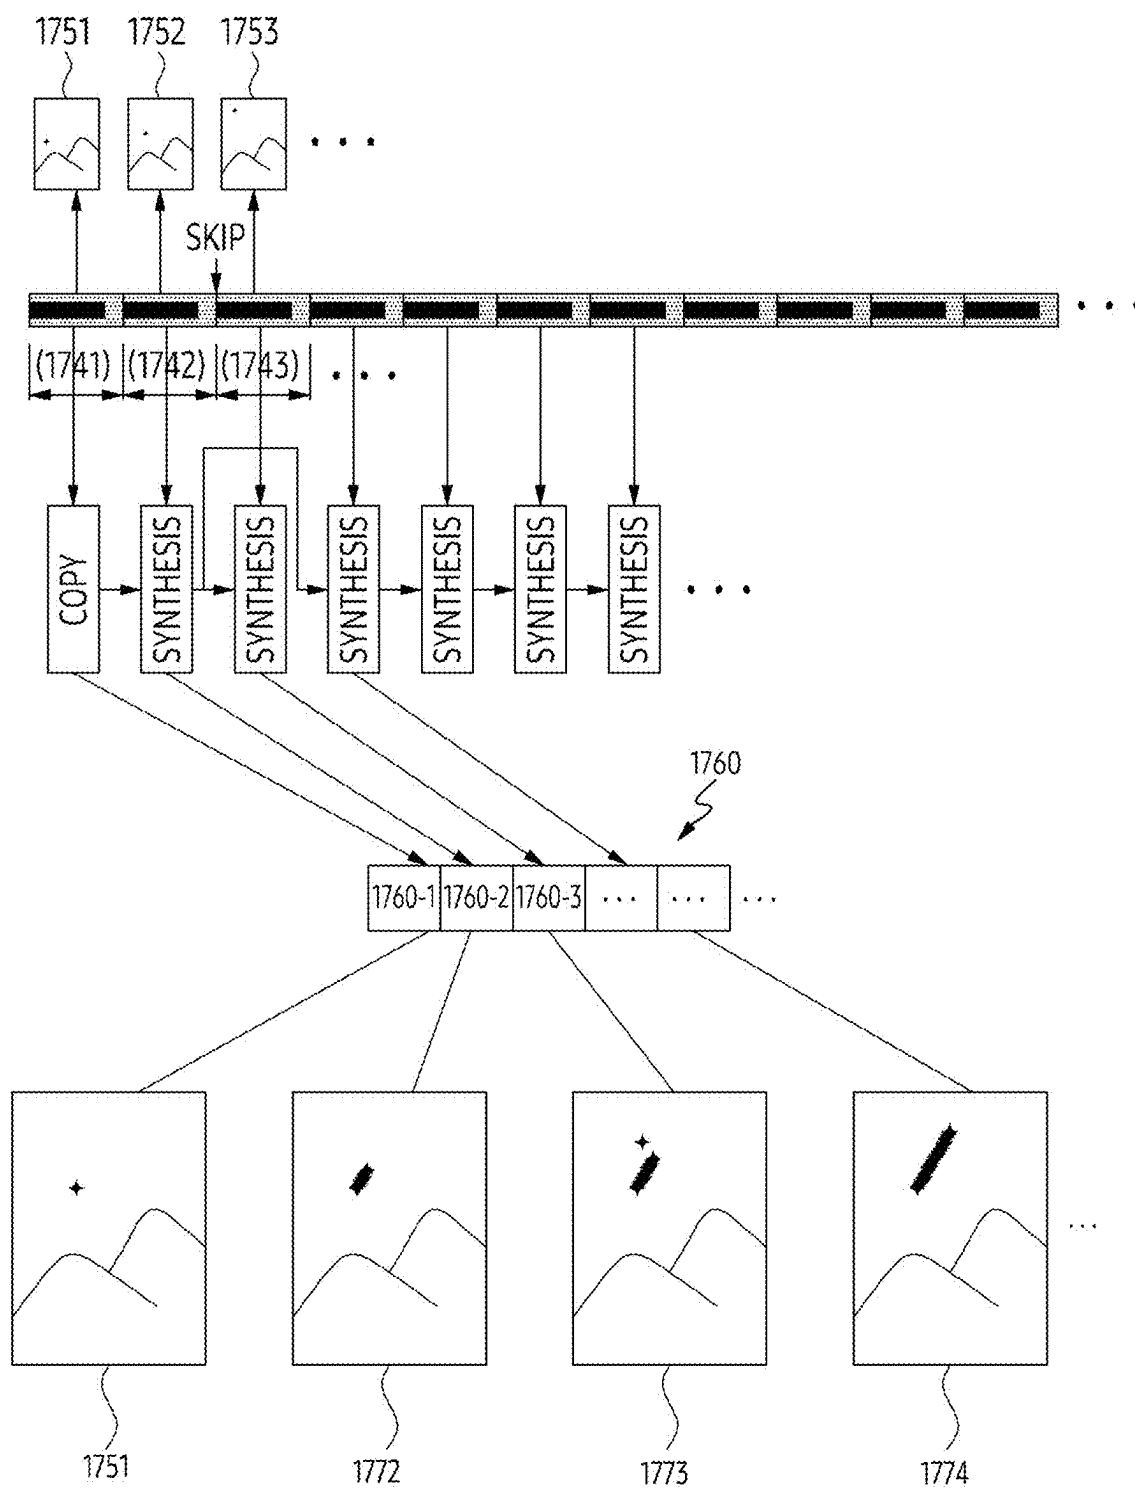 1751 1752 1753
. . .
SKIP
. . .
(1741) (1742) (1743) . . .
COPY SYNTHESIS SYNTHESIS SYNTHESIS SYNTHESIS SYNTHESIS SYNTHESIS . . .
1760
1760-1 1760-2 1760-3 ... ... ...
...
1751 1772 1773 1774